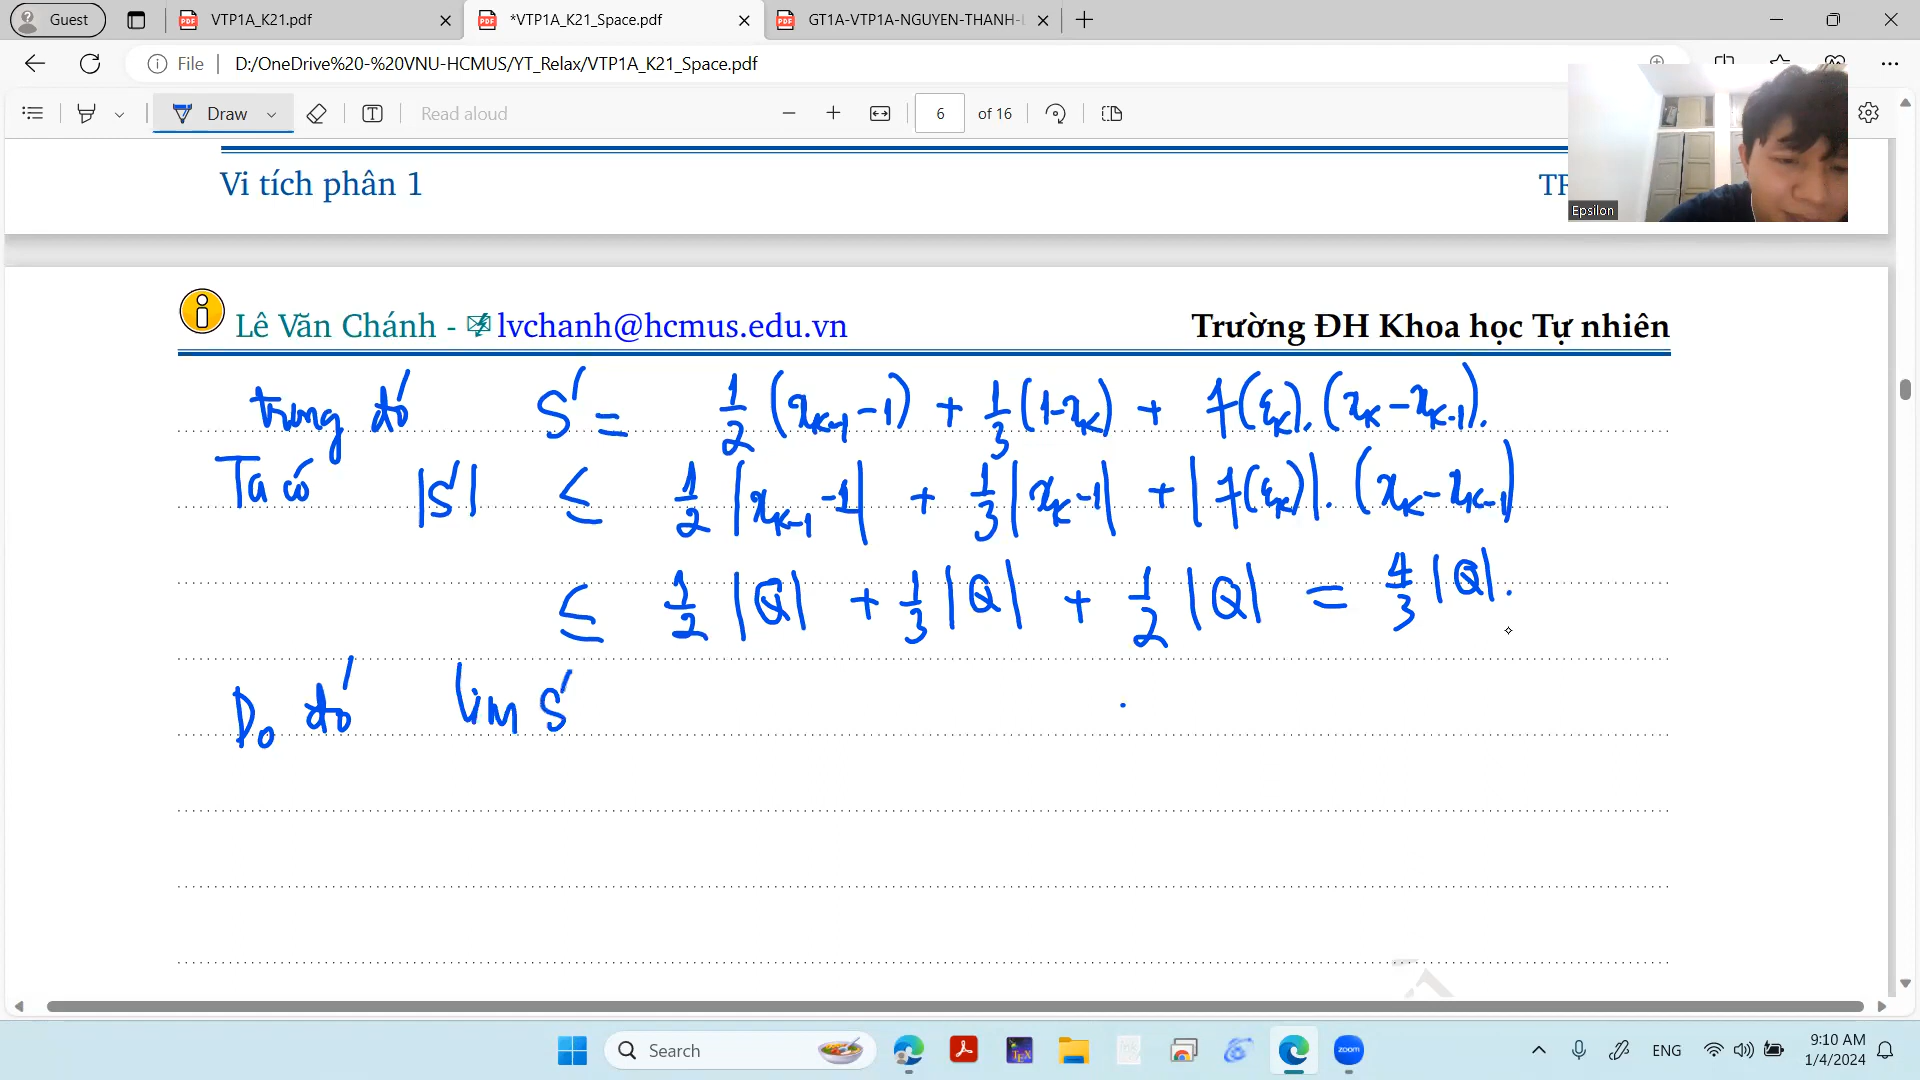 Guest
VTP1A_K21.pdf
*VTP1A_K21_Space.pdf
GT1A-VTP1A-NGUYEN-THANH-
File
D:/OneDrive%20-%20VNU-HCMUS/YT_Relax/VTP1A_K21_Space.pdf
Draw
Read aloud
6 of 16
Vi tích phân 1
Epsilon
Lê Văn Chánh - lvchanh@hcmus.edu.vn
Trường ĐH Khoa học Tự nhiên
trong đó S' = 1/2 (x_{k-1} - 1) + 1/3 (1 - x_k) + f(ξ_k). (x_k - x_{k-1}).
Ta có |S'| ≤ 1/2 |x_{k-1} - 1| + 1/3 |x_k - 1| + |f(ξ_k)|. (x_k - x_{k-1})
≤ 1/2 |Q| + 1/3 |Q| + 1/2 |Q| = 4/3 |Q|.
Do đó lim S'
Search
ENG
9:10 AM
1/4/2024